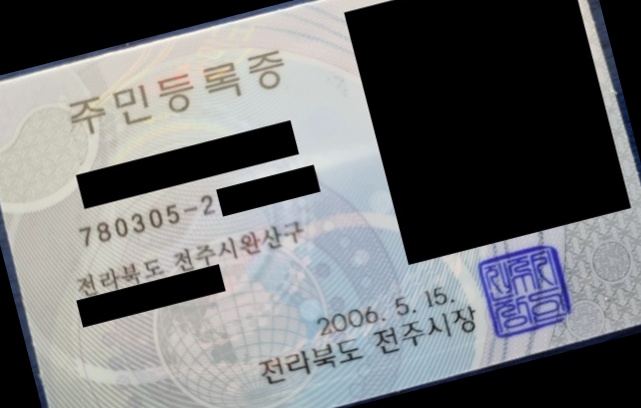 주민등록증
780305-2
전라북도 전주시완산구
2006. 5. 15.
전라북도 전주시장